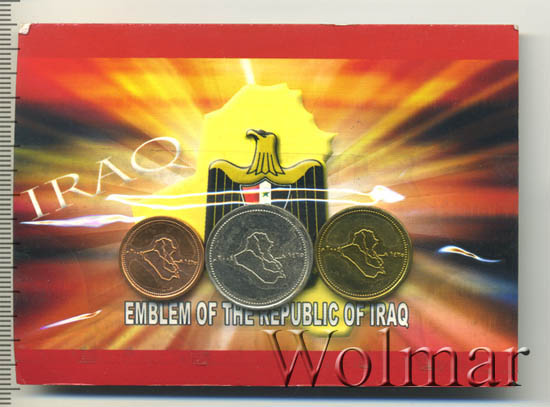 IRAQ
EMBLEM OF THE REPUBLIC OF IRAQ
Wolmar